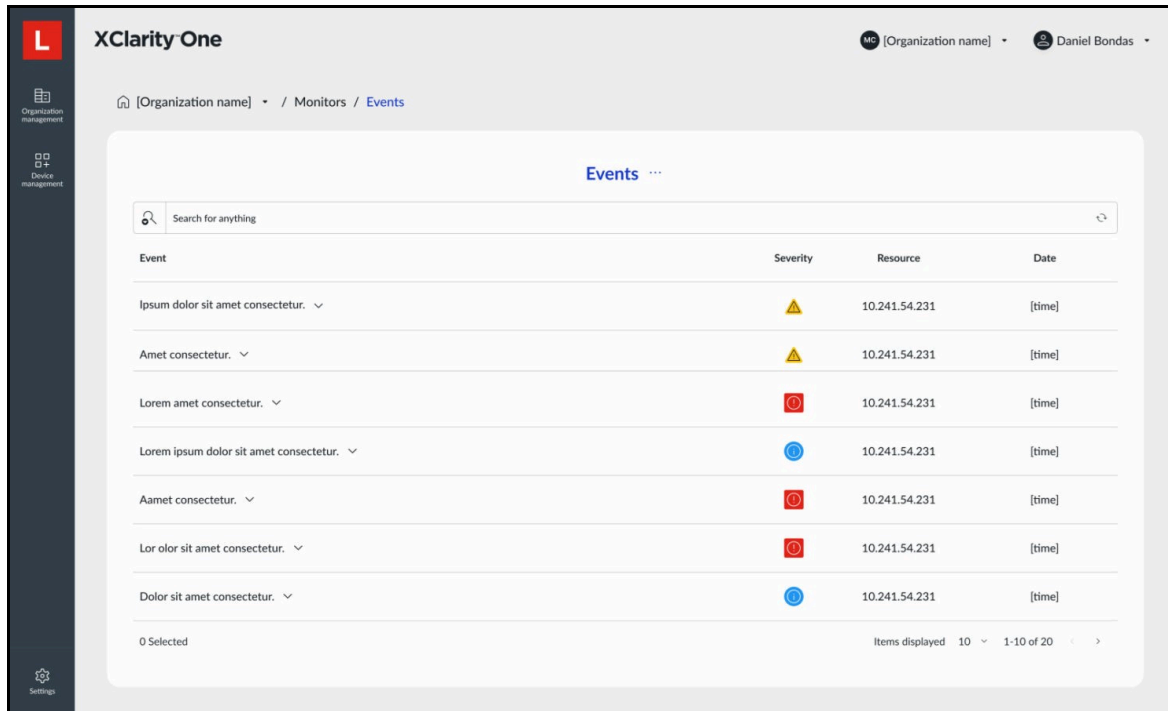 L
XClarity One
MC [Organization name]
Daniel Bondas
Organization
management
Device
management
Settings
[Organization name] / Monitors / Events
Events ...
Search for anything
Event Severity Resource Date
Ipsum dolor sit amet consectetur. 10.241.54.231 [time]
Amet consectetur. 10.241.54.231 [time]
Lorem amet consectetur. 10.241.54.231 [time]
Lorem ipsum dolor sit amet consectetur. 10.241.54.231 [time]
Aamet consectetur. 10.241.54.231 [time]
Lor olor sit amet consectetur. 10.241.54.231 [time]
Dolor sit amet consectetur. 10.241.54.231 [time]
0 Selected Items displayed 10 1-10 of 20